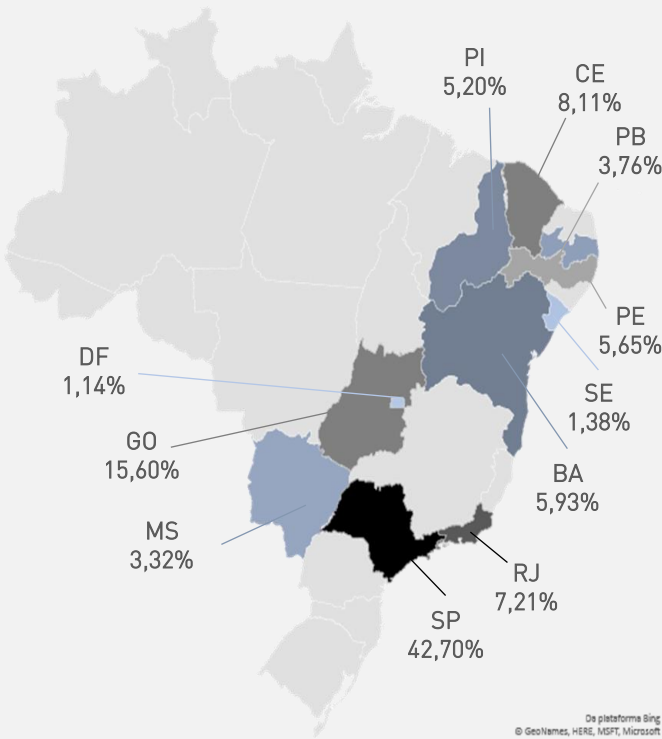 PI
5,20%
CE
8,11%
PB
3,76%
PE
5,65%
DF
1,14%
SE
1,38%
GO
15,60%
BA
5,93%
MS
3,32%
RJ
7,21%
SP
42,70%
Da plataforma Bing
© GeoNames, HERE, MSFT, Microsoft